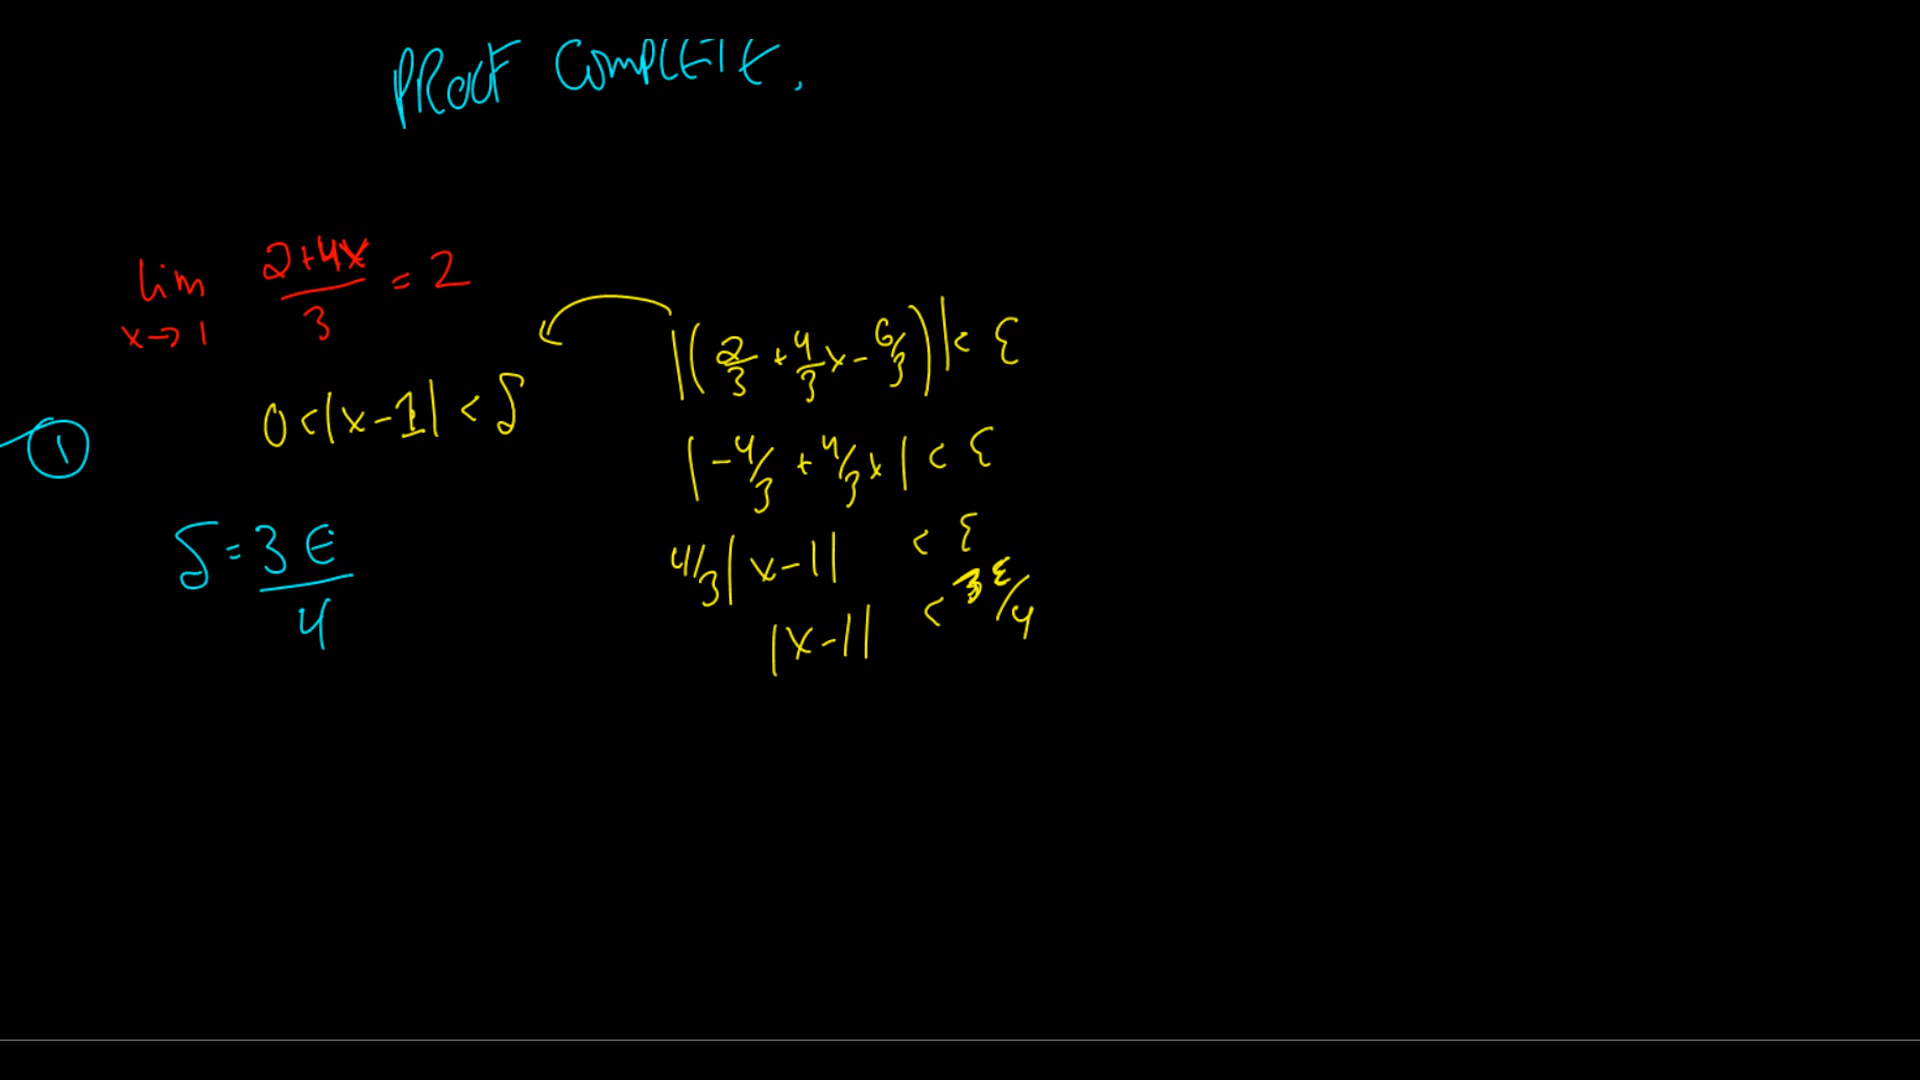 PROOF COMPLETE.
lim x→1 (2+4x)/3 = 2
0<|x-1|<δ
①
δ = 3ϵ/4
|(2/3 + 4/3x - 6/3)| < ε
|-4/3 + 4/3x| < ε
4/3|x-1| < ε
|x-1| < 3ε/4